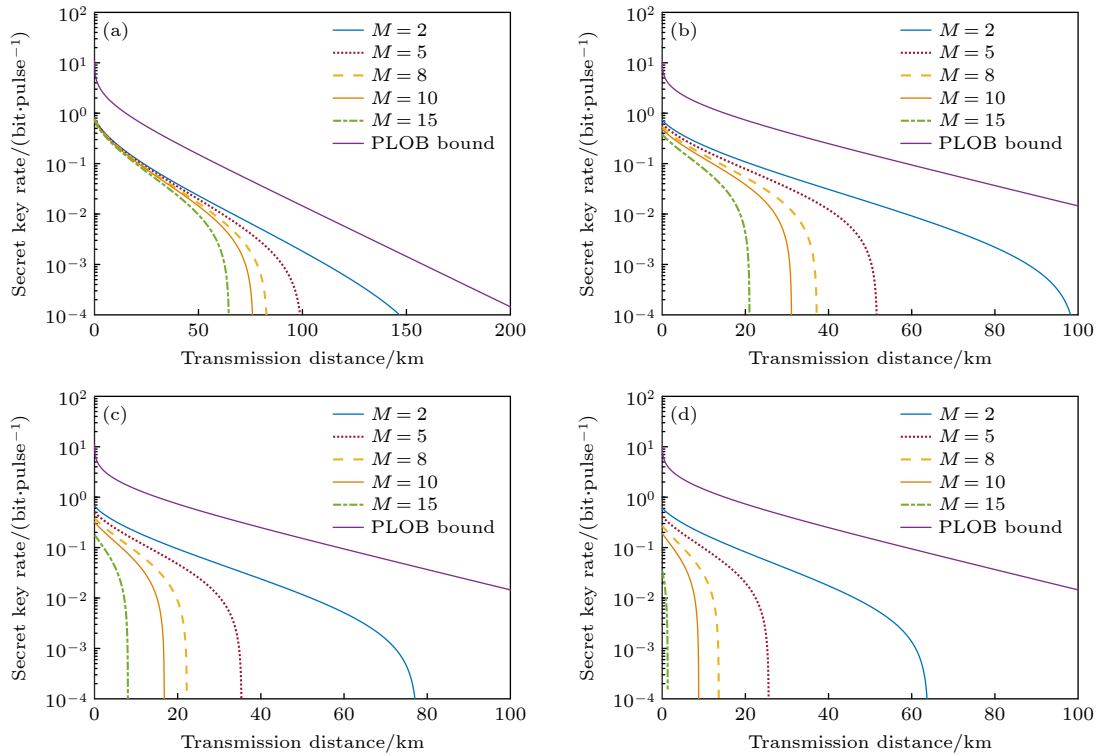 (a)
M = 2
M = 5
M = 8
M = 10
M = 15
PLOB bound
10²
10¹
10⁰
10⁻¹
10⁻²
10⁻³
10⁻⁴
Secret key rate/(bit·pulse⁻¹)
0 50 100 150 200
Transmission distance/km
(b)
M = 2
M = 5
M = 8
M = 10
M = 15
PLOB bound
10²
10¹
10⁰
10⁻¹
10⁻²
10⁻³
10⁻⁴
Secret key rate/(bit·pulse⁻¹)
0 20 40 60 80 100
Transmission distance/km
(c)
M = 2
M = 5
M = 8
M = 10
M = 15
PLOB bound
10²
10¹
10⁰
10⁻¹
10⁻²
10⁻³
10⁻⁴
Secret key rate/(bit·pulse⁻¹)
0 20 40 60 80 100
Transmission distance/km
(d)
M = 2
M = 5
M = 8
M = 10
M = 15
PLOB bound
10²
10¹
10⁰
10⁻¹
10⁻²
10⁻³
10⁻⁴
Secret key rate/(bit·pulse⁻¹)
0 20 40 60 80 100
Transmission distance/km